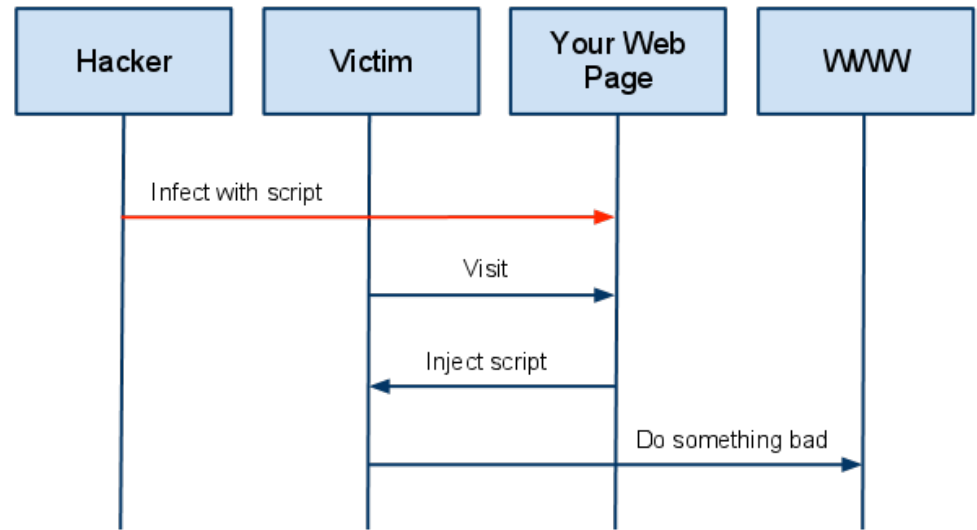 Hacker
Victim
Your Web
Page
WWW
Infect with script
Visit
Inject script
Do something bad